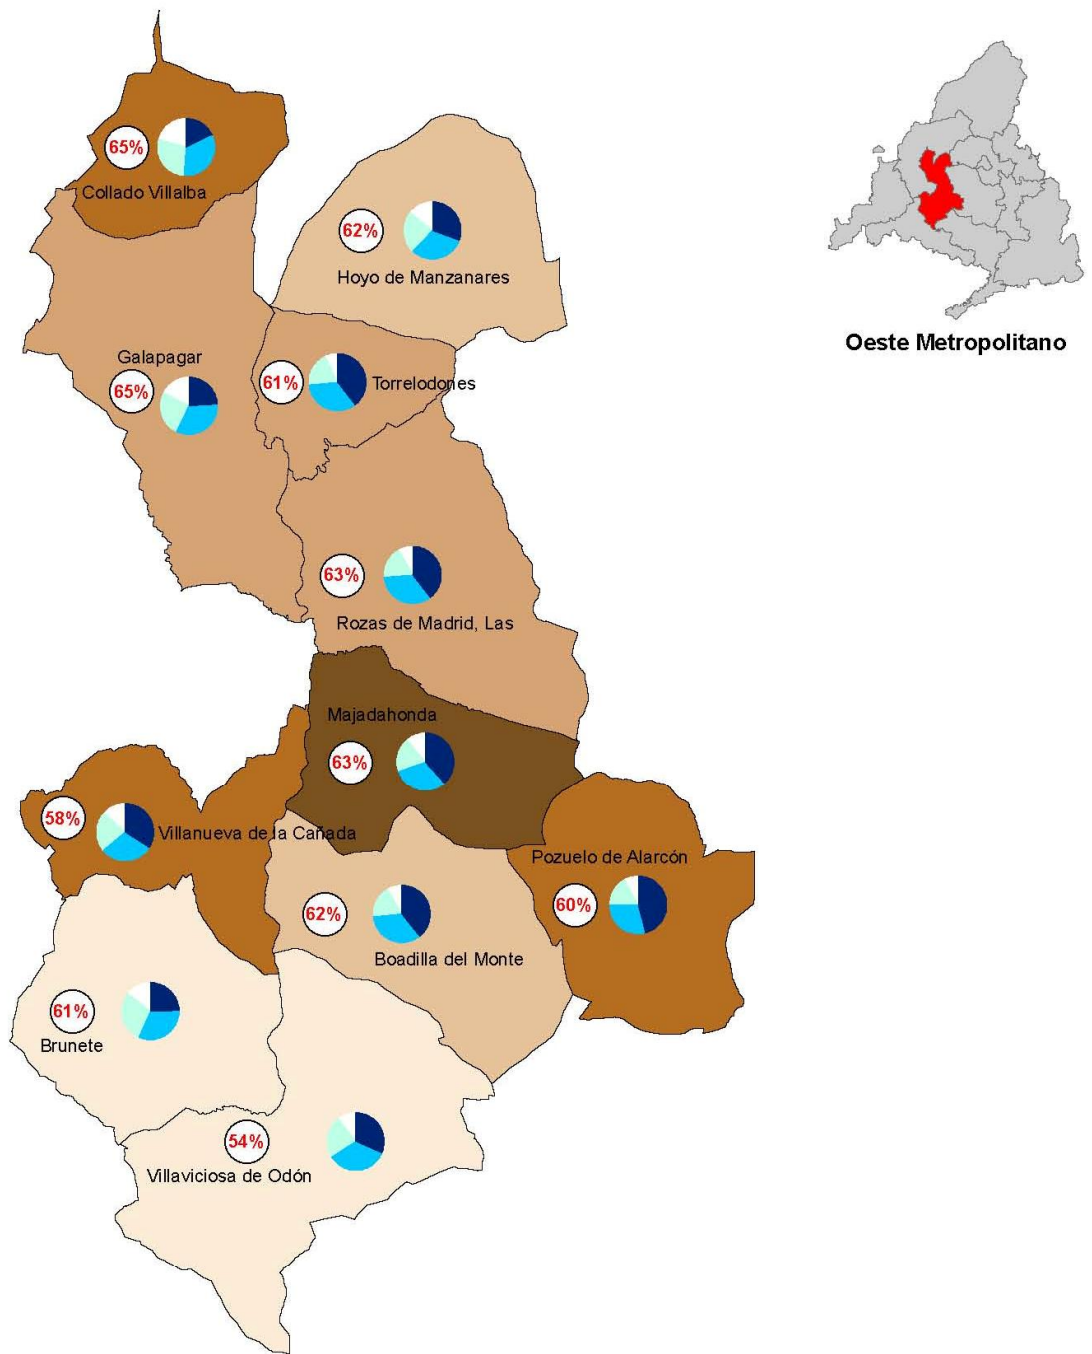 65%
Collado Villalba
62%
Hoyo de Manzanares
Oeste Metropolitano
Galapagar
65%
61%
Torrelodones
63%
Rozas de Madrid, Las
Majadahonda
63%
58%
Villanueva de la Cañada
Pozuelo de Alarcón
60%
62%
Boadilla del Monte
61%
Brunete
54%
Villaviciosa de Odón